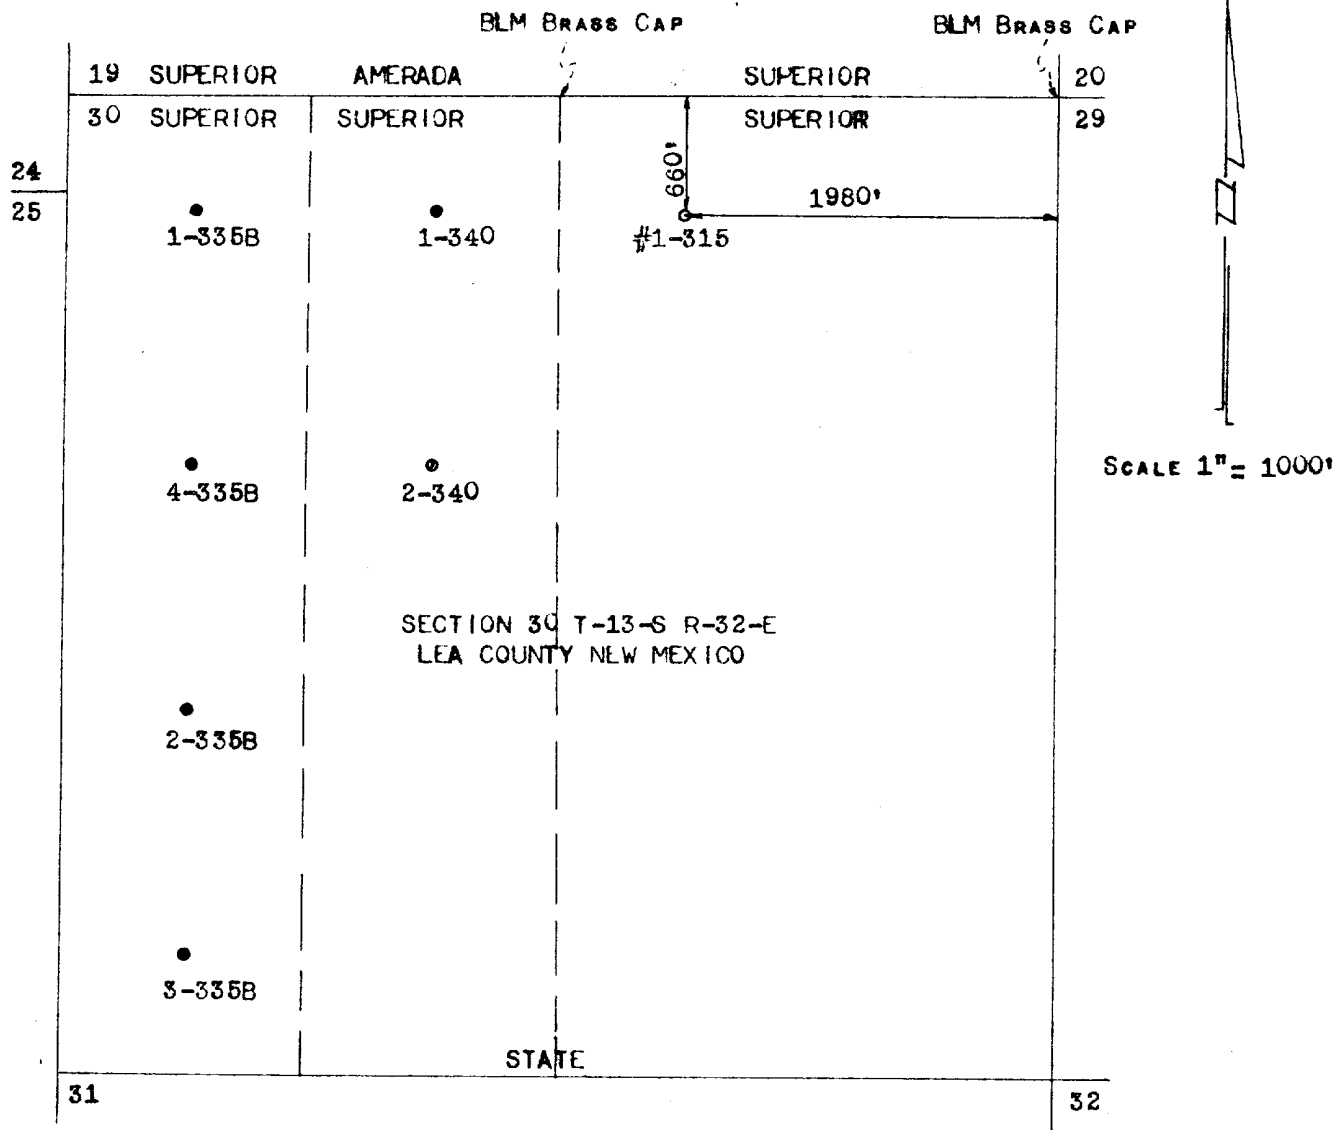 BLM BRASS CAP
BLM BRASS CAP
19 SUPERIOR AMERADA SUPERIOR 20
30 SUPERIOR SUPERIOR SUPERIOR 29
24
25
660'
1980'
1-335B 1-340 #1-315
N
SCALE 1" = 1000'
4-335B 2-340
SECTION 30 T-13-S R-32-E
LEA COUNTY NEW MEXICO
2-335B
3-335B
STATE
31 32